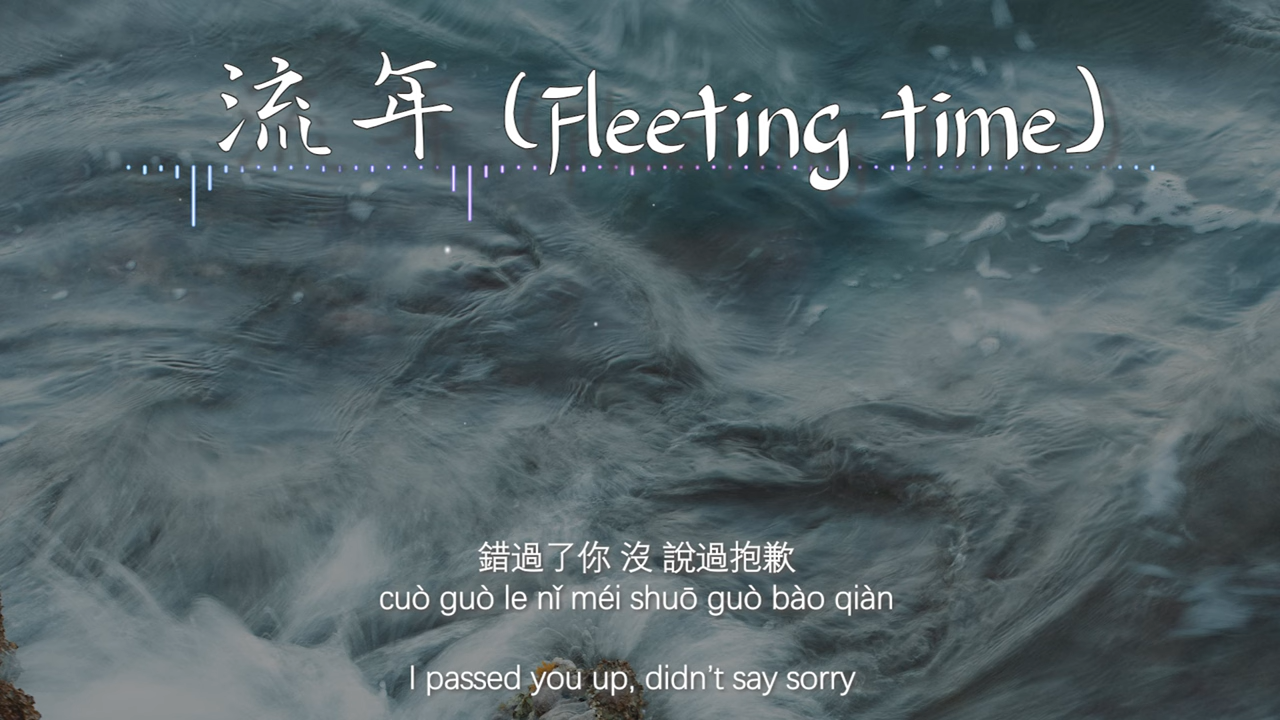 流年 (Fleeting time)
錯過了你 沒 說過抱歉
cuò guò le nǐ méi shuō guò bào qiàn
I passed you up, didn't say sorry